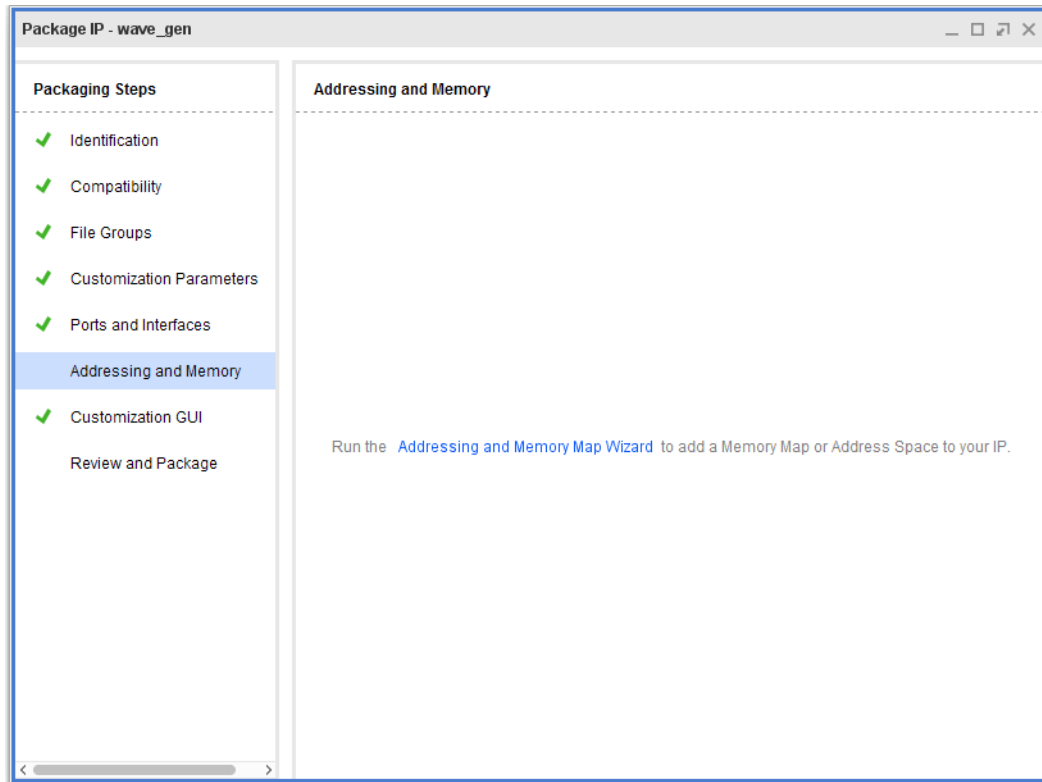 Package IP - wave_gen
Packaging Steps
Identification
Compatibility
File Groups
Customization Parameters
Ports and Interfaces
Addressing and Memory
Customization GUI
Review and Package
Addressing and Memory
Run the Addressing and Memory Map Wizard to add a Memory Map or Address Space to your IP.